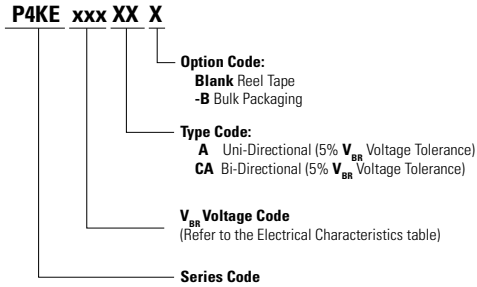 P4KE xxx XX X
Option Code:
Blank Reel Tape
-B Bulk Packaging
Type Code:
A Uni-Directional (5% VBR Voltage Tolerance)
CA Bi-Directional (5% VBR Voltage Tolerance)
VBR Voltage Code
(Refer to the Electrical Characteristics table)
Series Code